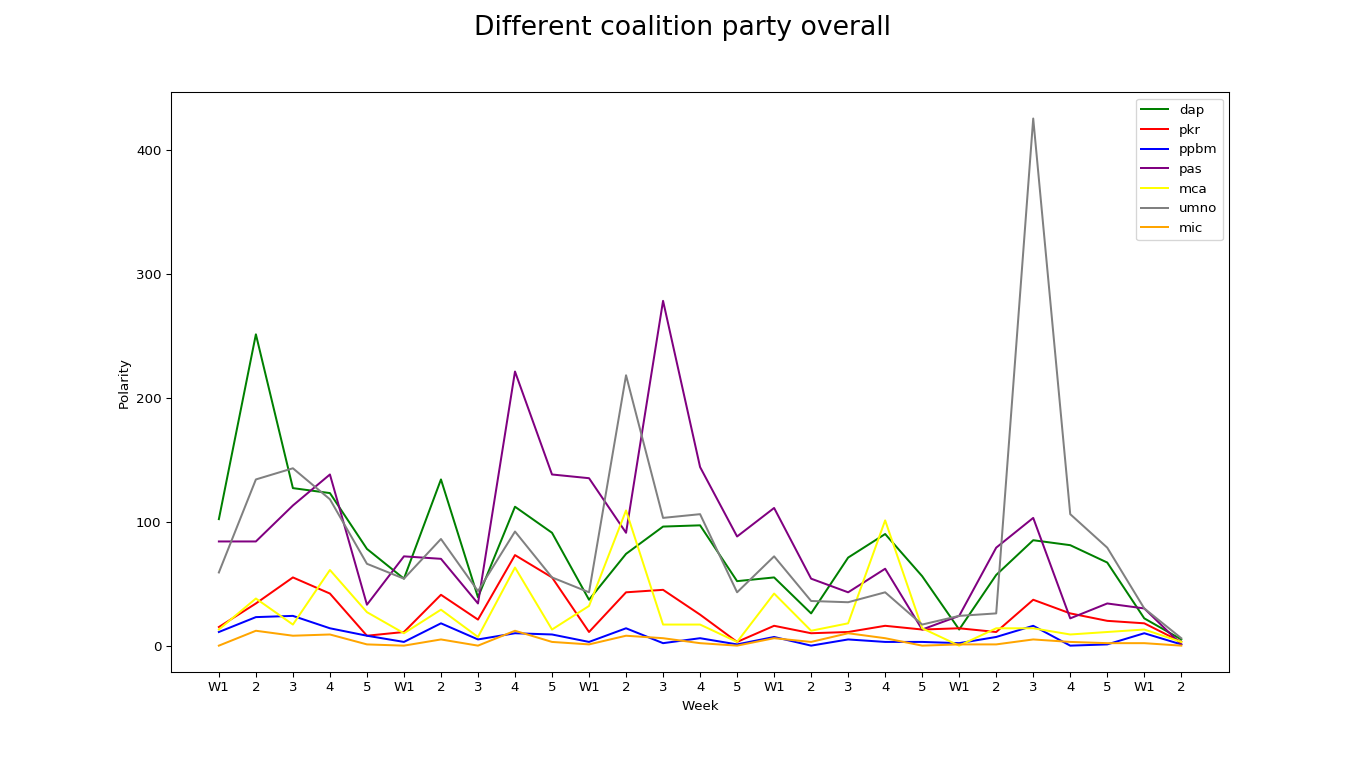 Different coalition party overall
dap
pkr
ppbm
pas
mca
umno
mic
400
300
200
100
0
Polarity
W1 2 3 4 5 W1 2 3 4 5 W1 2 3 4 5 W1 2 3 4 5 W1 2 3 4 5 W1 2
Week